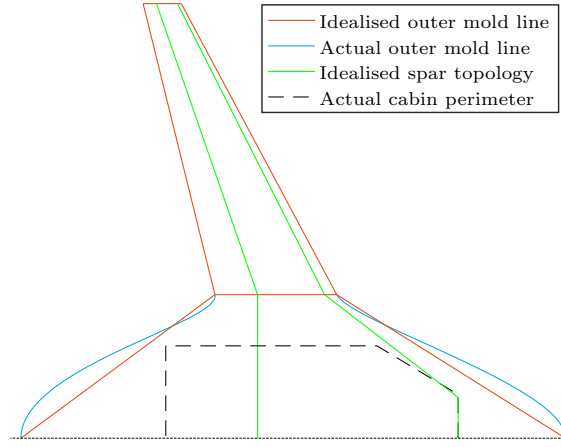 Idealised outer mold line
Actual outer mold line
Idealised spar topology
Actual cabin perimeter